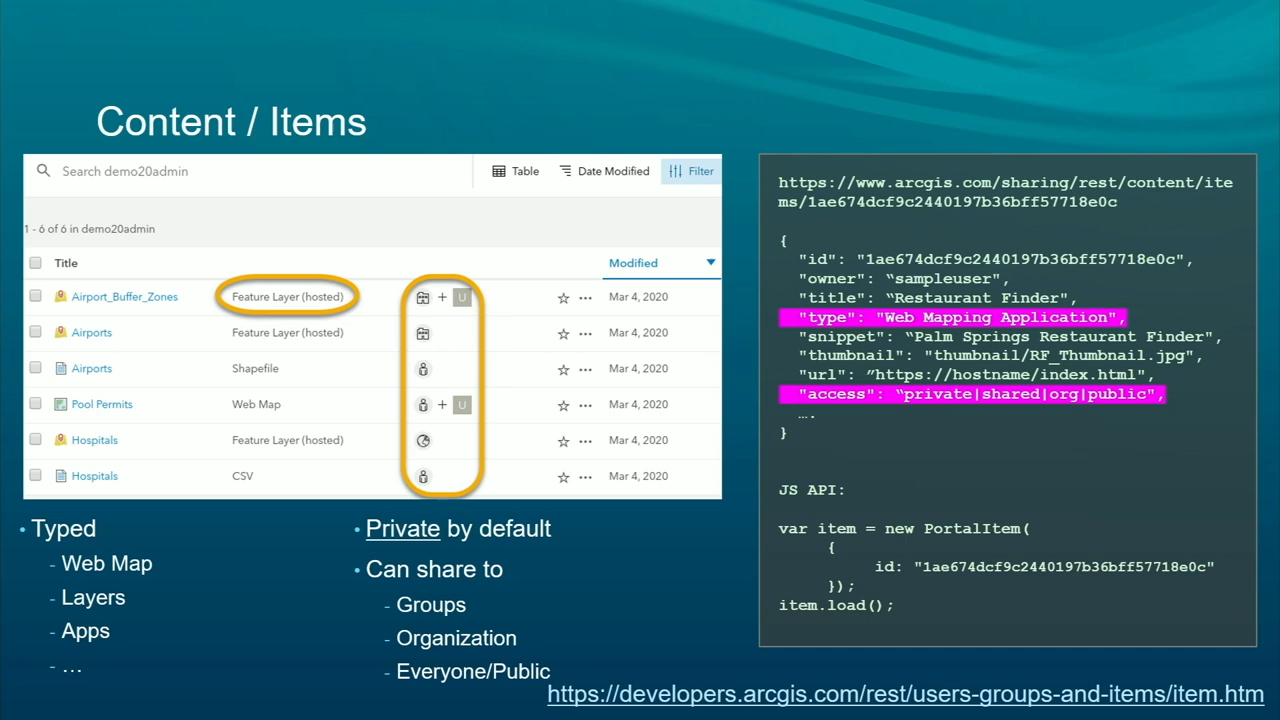 Content / Items
Search demo20admin
Table
Date Modified
Filter
1 - 6 of 6 in demo20admin
Title
Modified
Airport_Buffer_Zones Feature Layer (hosted) + U Mar 4, 2020
Airports Feature Layer (hosted) Mar 4, 2020
Airports Shapefile Mar 4, 2020
Pool Permits Web Map + U Mar 4, 2020
Hospitals Feature Layer (hosted) Mar 4, 2020
Hospitals CSV Mar 4, 2020
• Typed
- Web Map
- Layers
- Apps
- …
• Private by default
• Can share to
- Groups
- Organization
- Everyone/Public
https://www.arcgis.com/sharing/rest/content/ite
ms/1ae674dcf9c2440197b36bff57718e0c
{
"id": "1ae674dcf9c2440197b36bff57718e0c",
"owner": “sampleuser",
"title": “Restaurant Finder",
"type": "Web Mapping Application",
"snippet": “Palm Springs Restaurant Finder",
"thumbnail": "thumbnail/RF_Thumbnail.jpg",
"url": ”https://hostname/index.html",
"access": “private|shared|org|public",
….
}
JS API:
var item = new PortalItem(
{
id: "1ae674dcf9c2440197b36bff57718e0c"
});
item.load();
https://developers.arcgis.com/rest/users-groups-and-items/item.htm